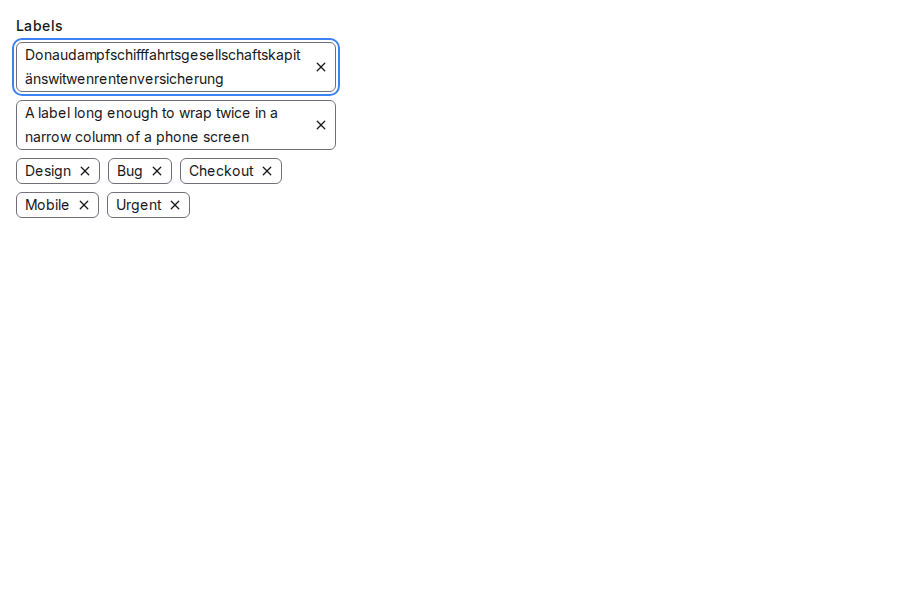 Labels
Donaudampfschifffahrtsgesellschaftskapit
änswitwenrentenversicherung
A label long enough to wrap twice in a
narrow column of a phone screen
Design Bug Checkout
Mobile Urgent